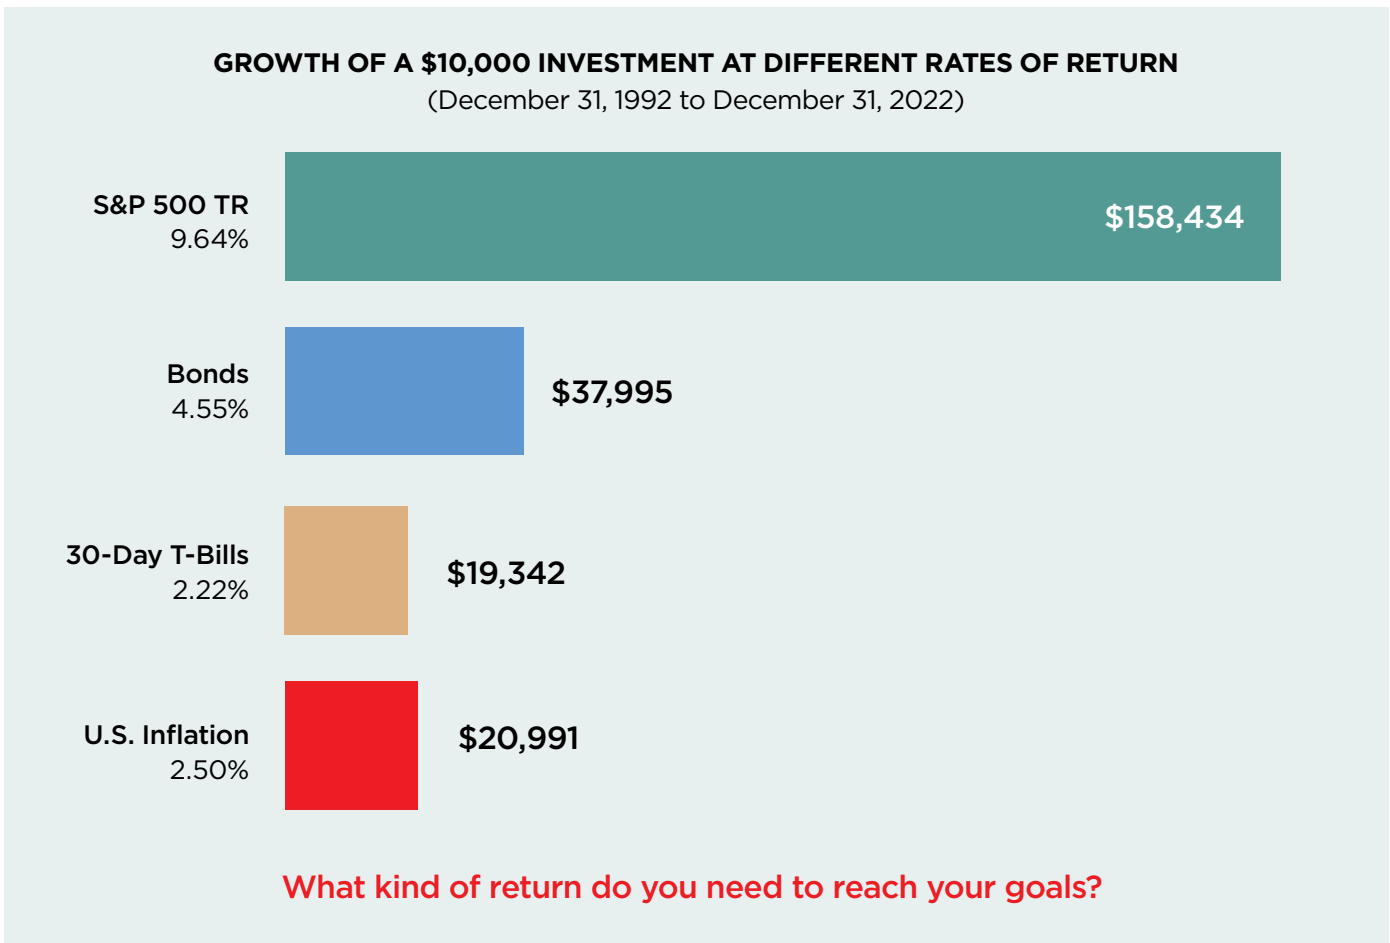 GROWTH OF A $10,000 INVESTMENT AT DIFFERENT RATES OF RETURN
(December 31, 1992 to December 31, 2022)
S&P 500 TR
9.64%
$158,434
Bonds
4.55%
$37,995
30-Day T-Bills
2.22%
$19,342
U.S. Inflation
2.50%
$20,991
What kind of return do you need to reach your goals?